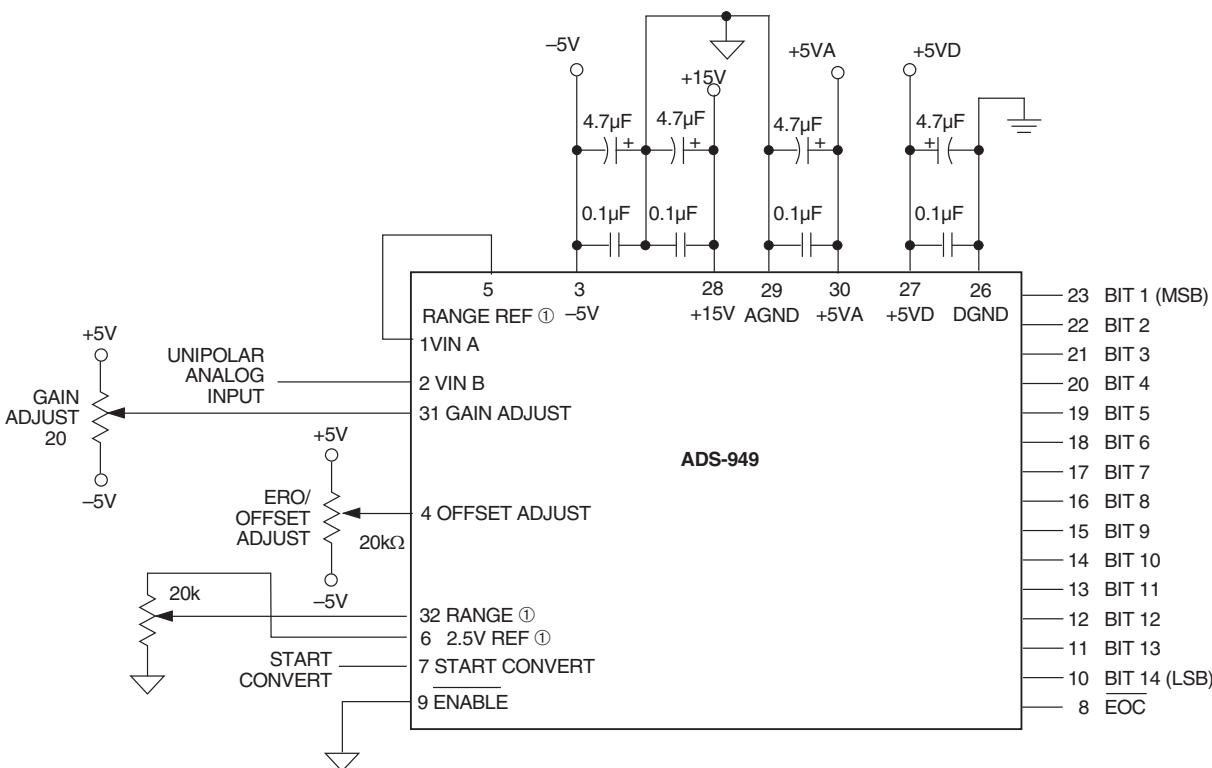 –5V
+15V
+5VA
+5VD
4.7µF
+
4.7µF
+
4.7µF
+
4.7µF
+
0.1µF
0.1µF
0.1µF
0.1µF
5
3
28
29
30
27
26
RANGE REF ①
–5V
+15V
AGND
+5VA
+5VD
DGND
1VIN A
UNIPOLAR
ANALOG
INPUT
2 VIN B
+5V
GAIN
ADJUST
20
–5V
31 GAIN ADJUST
+5V
ERO/
OFFSET
ADJUST
20kΩ
–5V
4 OFFSET ADJUST
ADS-949
20k
32 RANGE ①
6 2.5V REF ①
START
CONVERT
7 START CONVERT
9 ENABLE
23 BIT 1 (MSB)
22 BIT 2
21 BIT 3
20 BIT 4
19 BIT 5
18 BIT 6
17 BIT 7
16 BIT 8
15 BIT 9
14 BIT 10
13 BIT 11
12 BIT 12
11 BIT 13
10 BIT 14 (LSB)
8 EOC